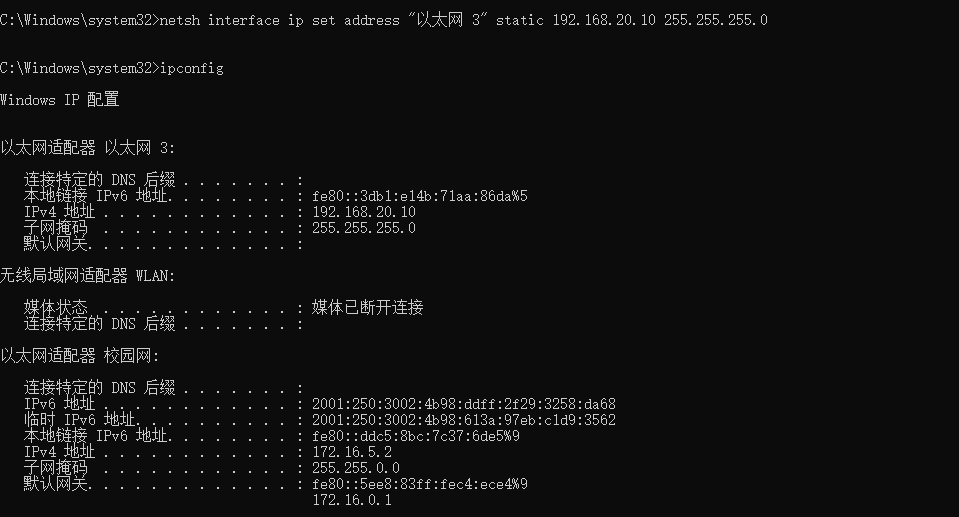 C:\Windows\system32>netsh interface ip set address "以太网 3" static 192.168.20.10 255.255.255.0
C:\Windows\system32>ipconfig
Windows IP 配置
以太网适配器 以太网 3:
连接特定的 DNS 后缀 . . . . . . . :
本地链接 IPv6 地址. . . . . . . . : fe80::3db1:e14b:71aa:86da%5
IPv4 地址 . . . . . . . . . . . . : 192.168.20.10
子网掩码  . . . . . . . . . . . . : 255.255.255.0
默认网关. . . . . . . . . . . . . :
无线局域网适配器 WLAN:
媒体状态  . . . . . . . . . . . . : 媒体已断开连接
连接特定的 DNS 后缀 . . . . . . . :
以太网适配器 校园网:
连接特定的 DNS 后缀 . . . . . . . :
IPv6 地址 . . . . . . . . . . . . : 2001:250:3002:4b98:ddff:2f29:3258:da68
临时 IPv6 地址. . . . . . . . . . : 2001:250:3002:4b98:613a:97eb:c1d9:3562
本地链接 IPv6 地址. . . . . . . . : fe80::ddc5:8bc:7c37:6de5%9
IPv4 地址 . . . . . . . . . . . . : 172.16.5.2
子网掩码  . . . . . . . . . . . . : 255.255.0.0
默认网关. . . . . . . . . . . . . : fe80::5ee8:83ff:fec4:ece4%9
172.16.0.1